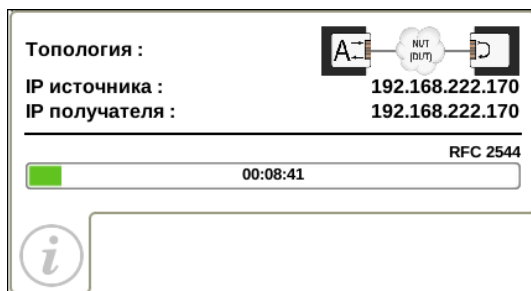 Топология :
A
NUT
(DUT)
IP источника : 192.168.222.170
IP получателя : 192.168.222.170
RFC 2544
00:08:41
i